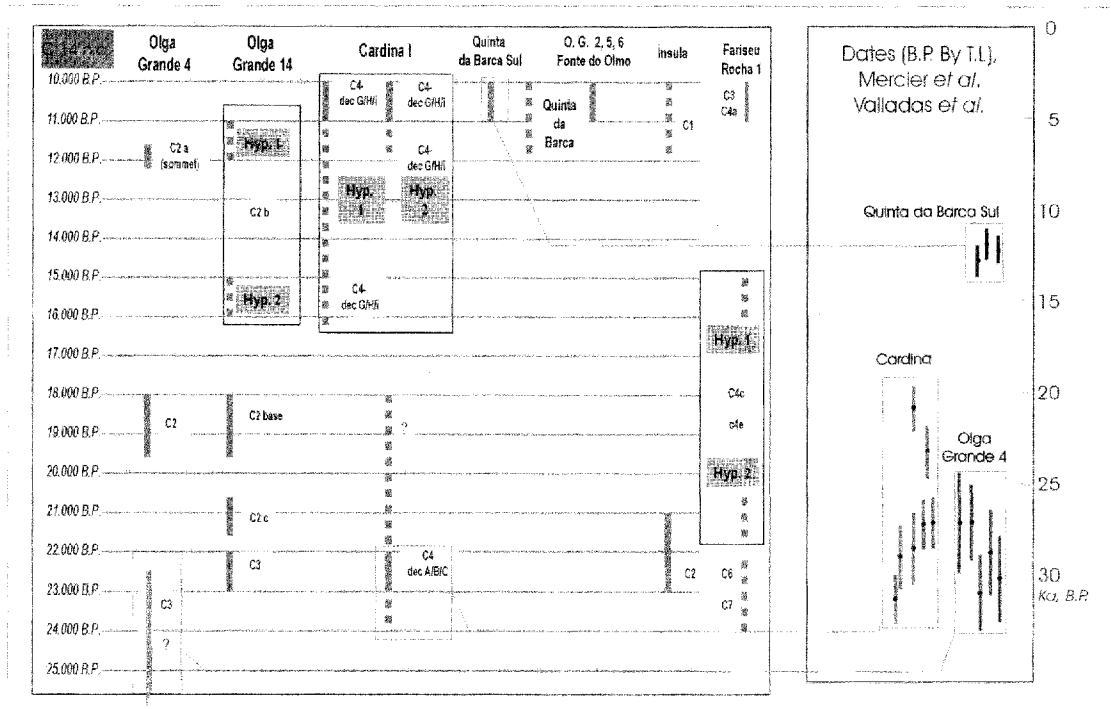 C 14 n.c.
Olga
Grande 4
Olga
Grande 14
Cardina I
Quinta
da Barca Sul
O. G. 2, 5, 6
Fonte do Olmo
Insula
Fariseu
Rocha 1
10.000 B.P.
11.000 B.P.
12.000 B.P.
13.000 B.P.
14.000 B.P.
15.000 B.P.
16.000 B.P.
17.000 B.P.
18.000 B.P.
19.000 B.P.
20.000 B.P.
21.000 B.P.
22.000 B.P.
23.000 B.P.
24.000 B.P.
25.000 B.P.
C2 a
(sommet)
C2
C3
?
Hyp. 1
C2 b
Hyp. 2
C2 base
C2 c
C3
C4-
dec G/H/i
C4-
dec G/H/i
C4-
dec G/H/i
Hyp.
1
Hyp.
2
C4-
dec G/H/i
?
C4
dec A/B/C
Quinta
da
Barca
C1
C2
C3
C4a
Hyp. 1
C4c
c4e
Hyp. 2
C6
C7
Dates (B.P. By T.L),
Mercier et al.
Valladas et al.
Quinta da Barca Sul
Cardina
Olga
Grande 4
0
5
10
15
20
25
30
Ka, B.P.